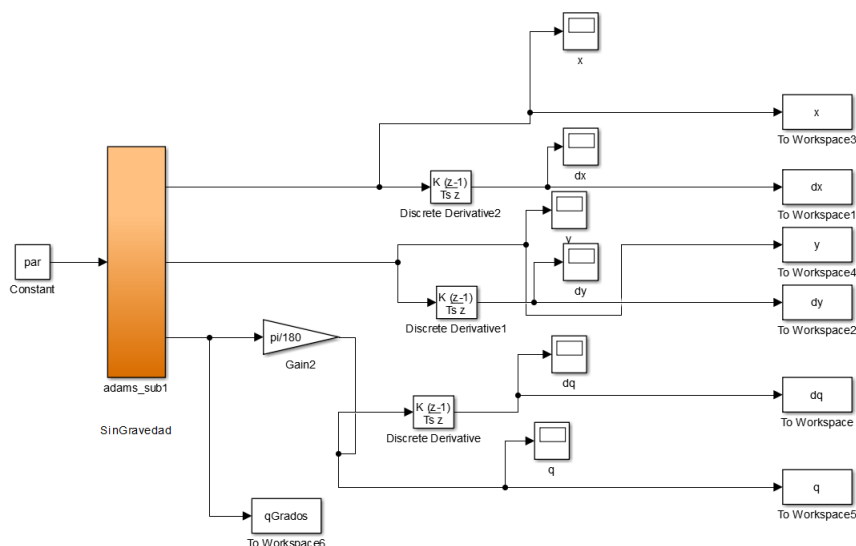 x
x
To Workspace3
dx
K (z-1)
Ts z
Discrete Derivative2
dx
To Workspace1
y
y
To Workspace4
par
Constant
dy
K (z-1)
Ts z
Discrete Derivative1
dy
To Workspace2
pi/180
Gain2
adams_sub1
dq
K (z-1)
Ts z
Discrete Derivative
dq
To Workspace
SinGravedad
q
q
To Workspace5
qGrados
To Workspace6